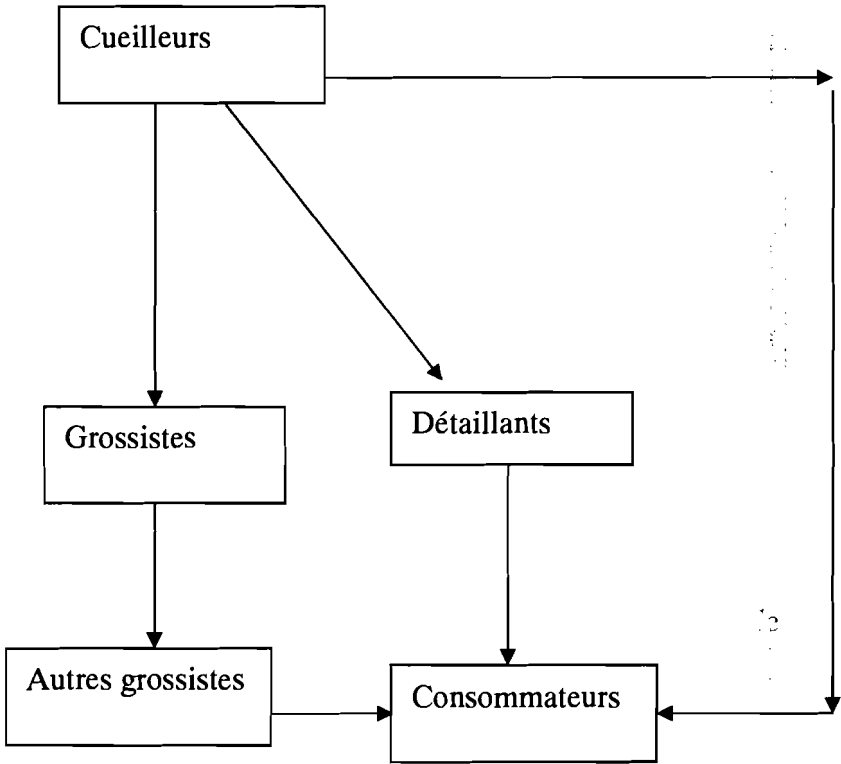 Cueilleurs
Grossistes
Détaillants
Autres grossistes
Consommateurs